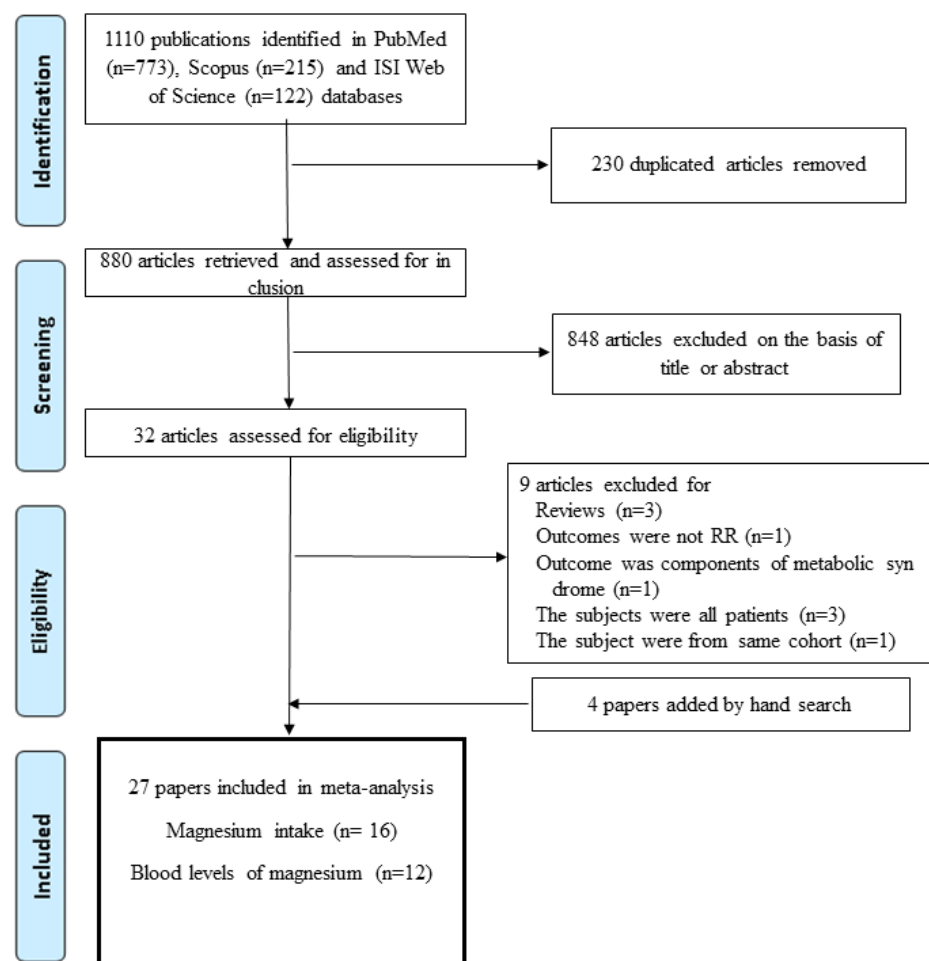 Identification
1110 publications identified in PubMed
(n=773), Scopus (n=215) and ISI Web
of Science (n=122) databases
230 duplicated articles removed
Screening
880 articles retrieved and assessed for in
clusion
848 articles excluded on the basis of
title or abstract
32 articles assessed for eligibility
Eligibility
9 articles excluded for
Reviews (n=3)
Outcomes were not RR (n=1)
Outcome was components of metabolic syn
drome (n=1)
The subjects were all patients (n=3)
The subject were from same cohort (n=1)
4 papers added by hand search
Included
27 papers included in meta-analysis
Magnesium intake (n= 16)
Blood levels of magnesium (n=12)